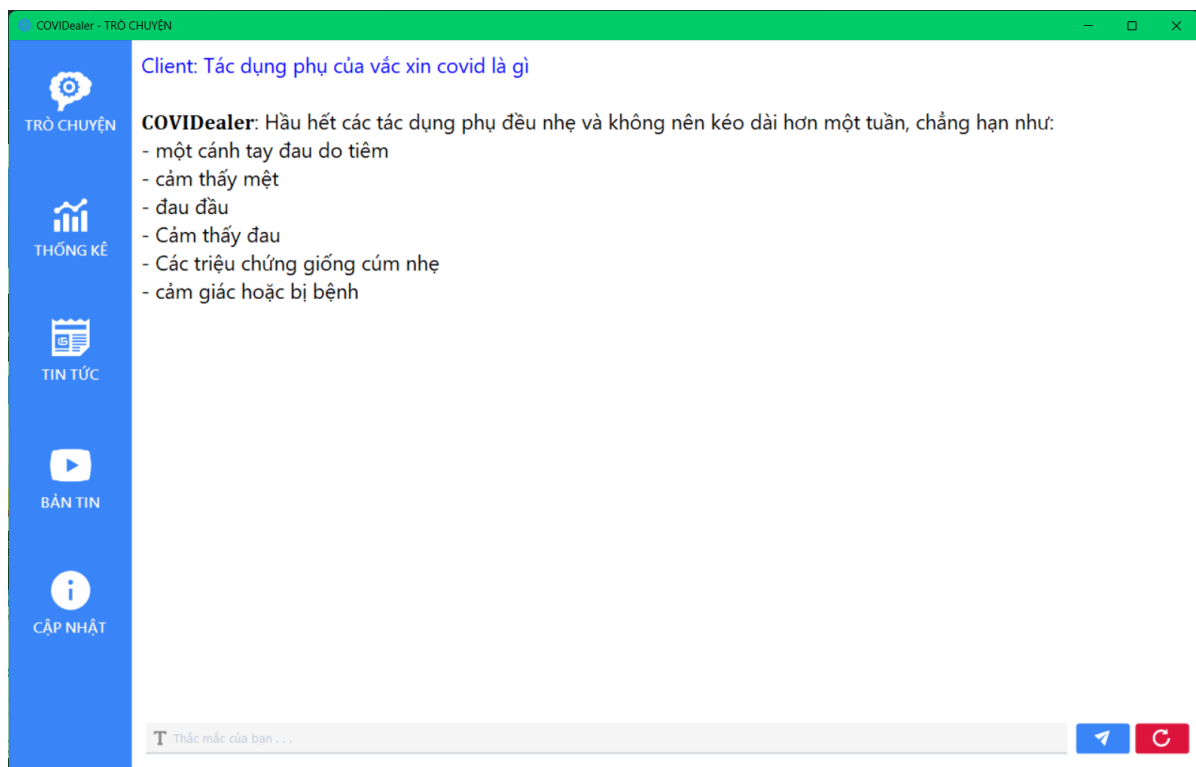 COVIDealer - TRÒ CHUYỆN
TRÒ CHUYỆN
THỐNG KÊ
TIN TỨC
BẢN TIN
CẬP NHẬT
Client: Tác dụng phụ của vắc xin covid là gì
COVIDealer: Hầu hết các tác dụng phụ đều nhẹ và không nên kéo dài hơn một tuần, chẳng hạn như:
- một cánh tay đau do tiêm
- cảm thấy mệt
- đau đầu
- Cảm thấy đau
- Các triệu chứng giống cúm nhẹ
- cảm giác hoặc bị bệnh
T Thắc mắc của bạn . . .